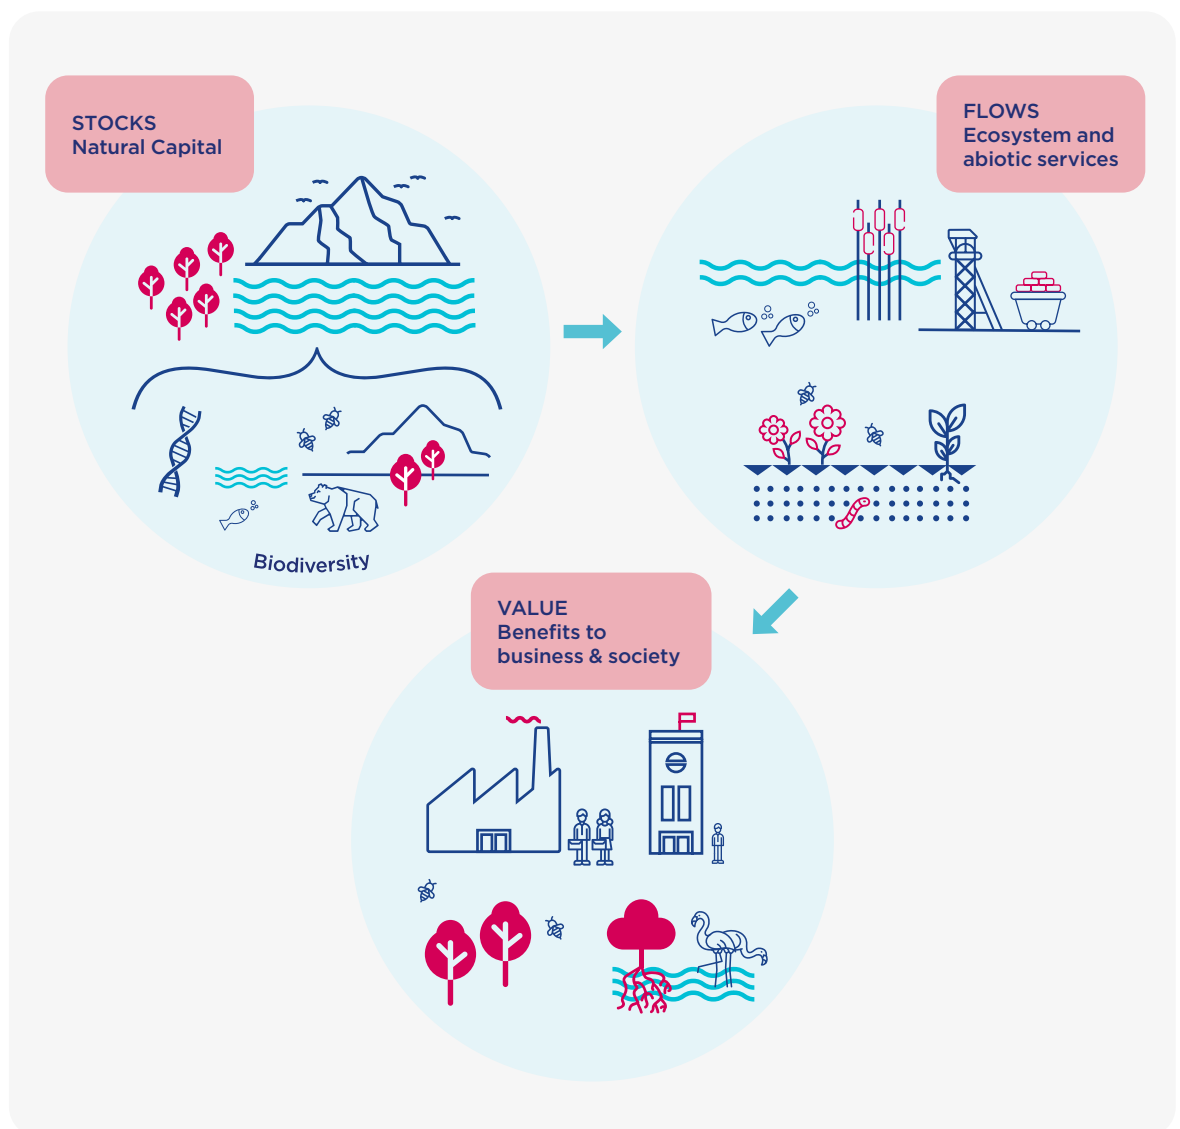 STOCKS
Natural Capital
FLOWS
Ecosystem and
abiotic services
Biodiversity
VALUE
Benefits to
business & society